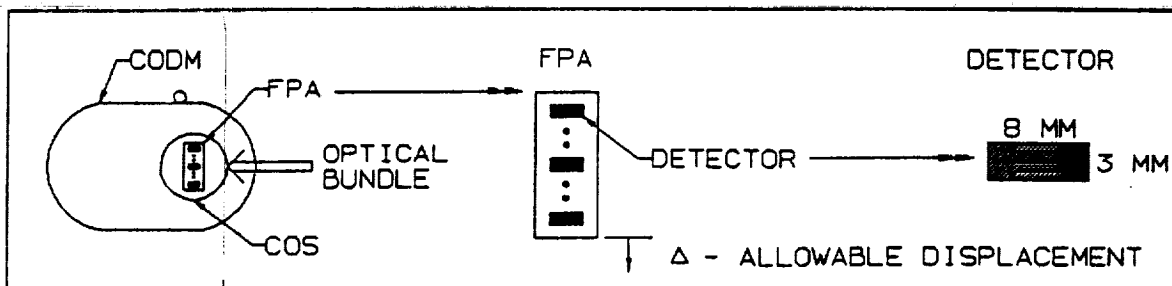 CODM
FPA
OPTICAL
BUNDLE
COS
FPA
DETECTOR
Δ - ALLOWABLE DISPLACEMENT
DETECTOR
8 MM
3 MM